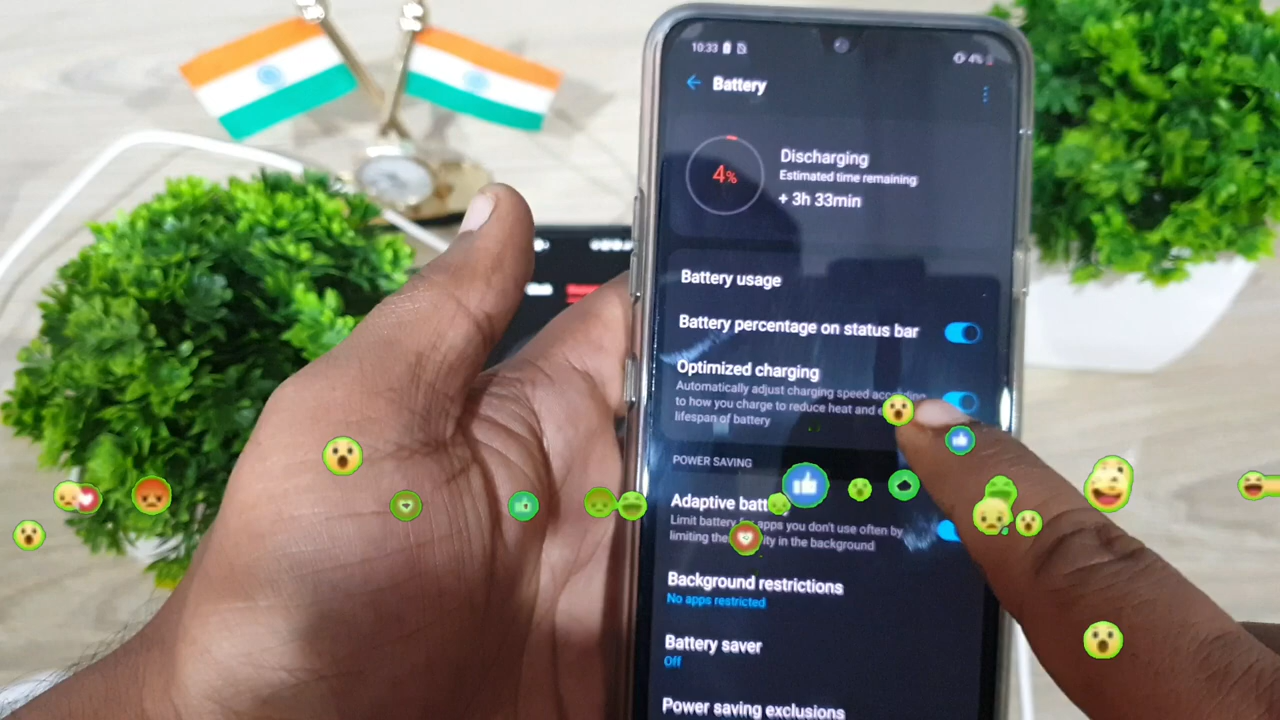 10:33
4%
Battery
4%
Discharging
Estimated time remaining
+ 3h 33min
Battery usage
Battery percentage on status bar
Optimized charging
Automatically adjust charging speed according
to how you charge to reduce heat and
lifespan of battery
POWER SAVING
Adaptive
Limit battery for apps you don't use often by
limiting the in the background
Background restrictions
No apps restricted
Battery saver
Off
Power saving exclusions